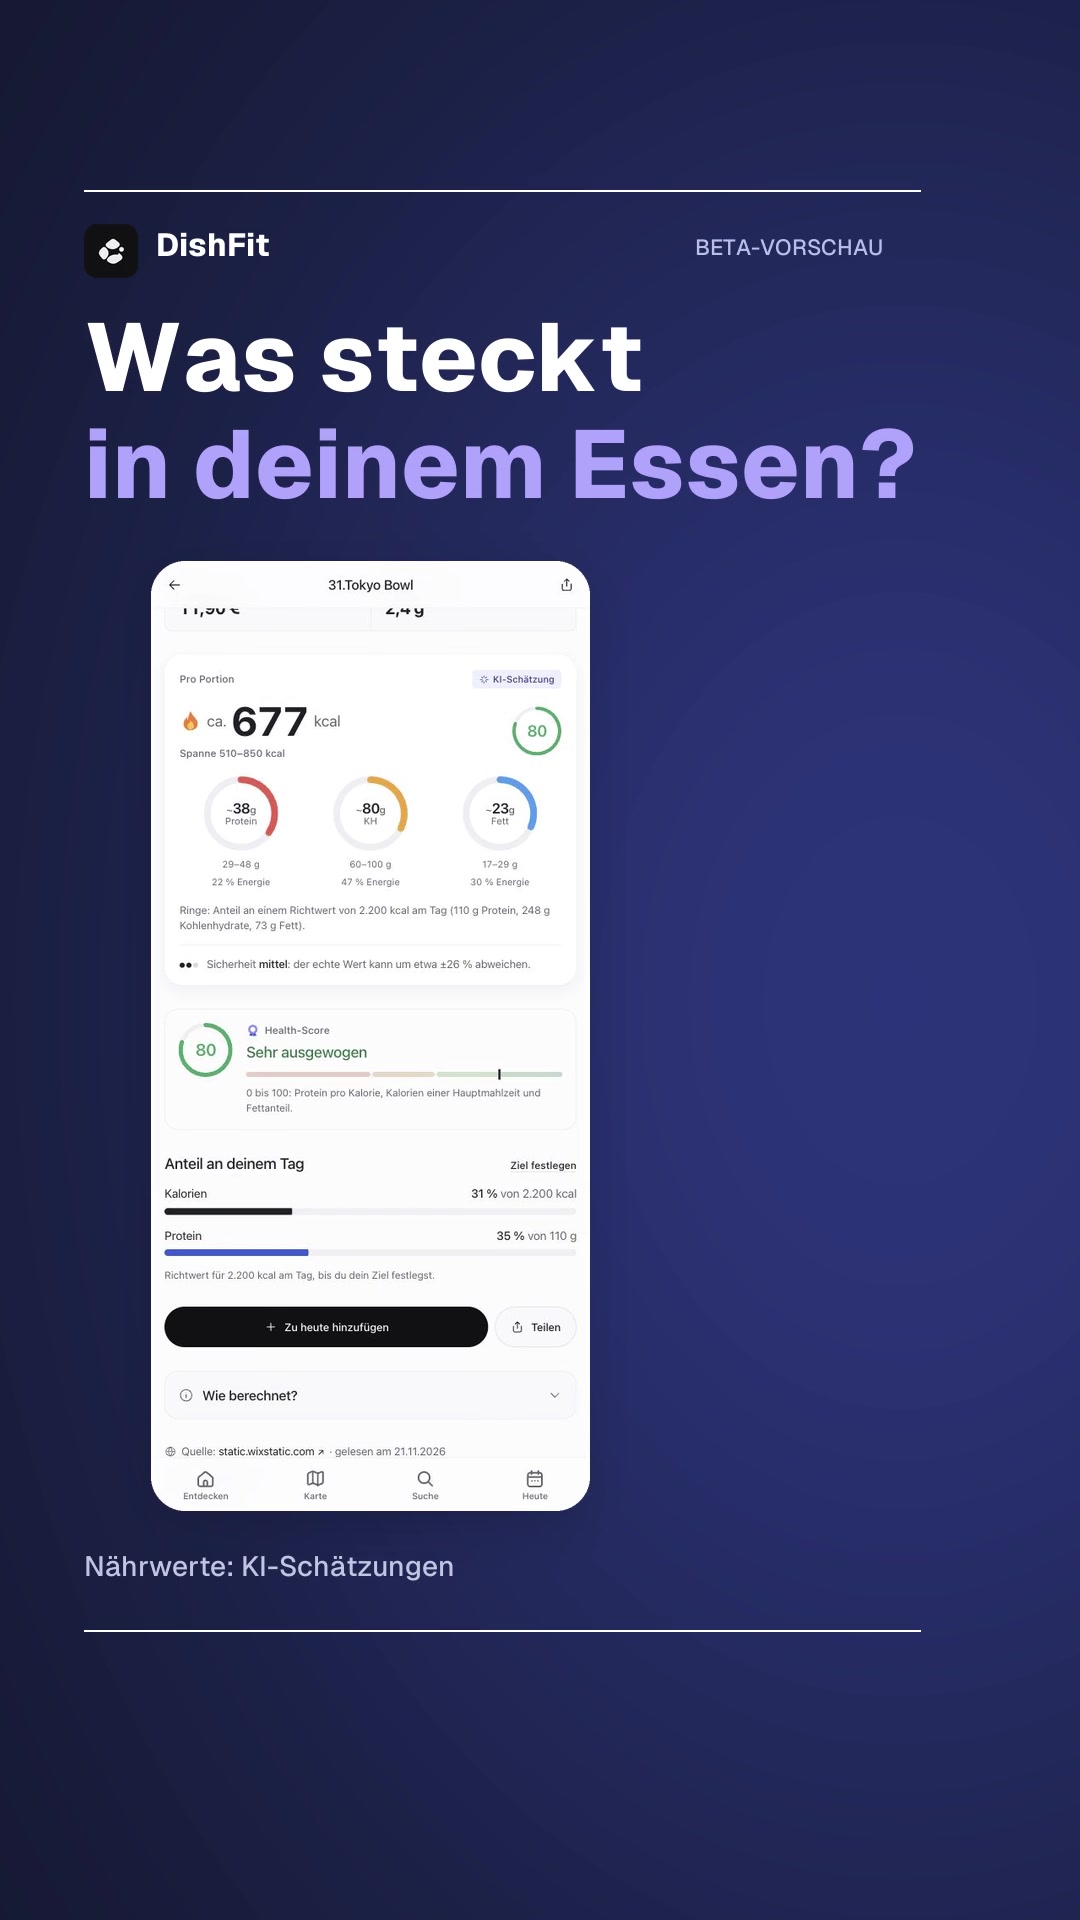 DishFit
BETA-VORSCHAU
Was steckt
in deinem Essen?
31.Tokyo Bowl
11,90 €
2,4 g
Pro Portion
KI-Schätzung
ca. 677 kcal
80
Spanne 510–850 kcal
~38g
Protein
~80g
KH
~23g
Fett
29–48 g
60–100 g
17–29 g
22 % Energie
47 % Energie
30 % Energie
Ringe: Anteil an einem Richtwert von 2.200 kcal am Tag (110 g Protein, 248 g
Kohlenhydrate, 73 g Fett).
Sicherheit mittel: der echte Wert kann um etwa ±26 % abweichen.
80
Health-Score
Sehr ausgewogen
0 bis 100: Protein pro Kalorie, Kalorien einer Hauptmahlzeit und
Fettanteil.
Anteil an deinem Tag
Ziel festlegen
Kalorien
31 % von 2.200 kcal
Protein
35 % von 110 g
Richtwert für 2.200 kcal am Tag, bis du dein Ziel festlegst.
+ Zu heute hinzufügen
Teilen
Wie berechnet?
Quelle: static.wixstatic.com ↗ · gelesen am 21.11.2026
Entdecken
Karte
Suche
Heute
Nährwerte: KI-Schätzungen